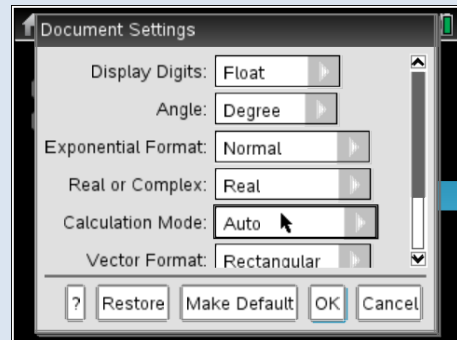 Document Settings
Display Digits: Float
Angle: Degree
Exponential Format: Normal
Real or Complex: Real
Calculation Mode: Auto
Vector Format: Rectangular
? Restore Make Default OK Cancel